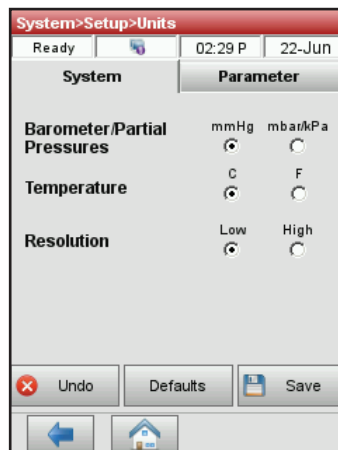 System>Setup>Units
Ready 02:29 P 22-Jun
System Parameter
Barometer/Partial mmHg mbar/kPa
Pressures
Temperature C F
Resolution Low High
Undo Defaults Save